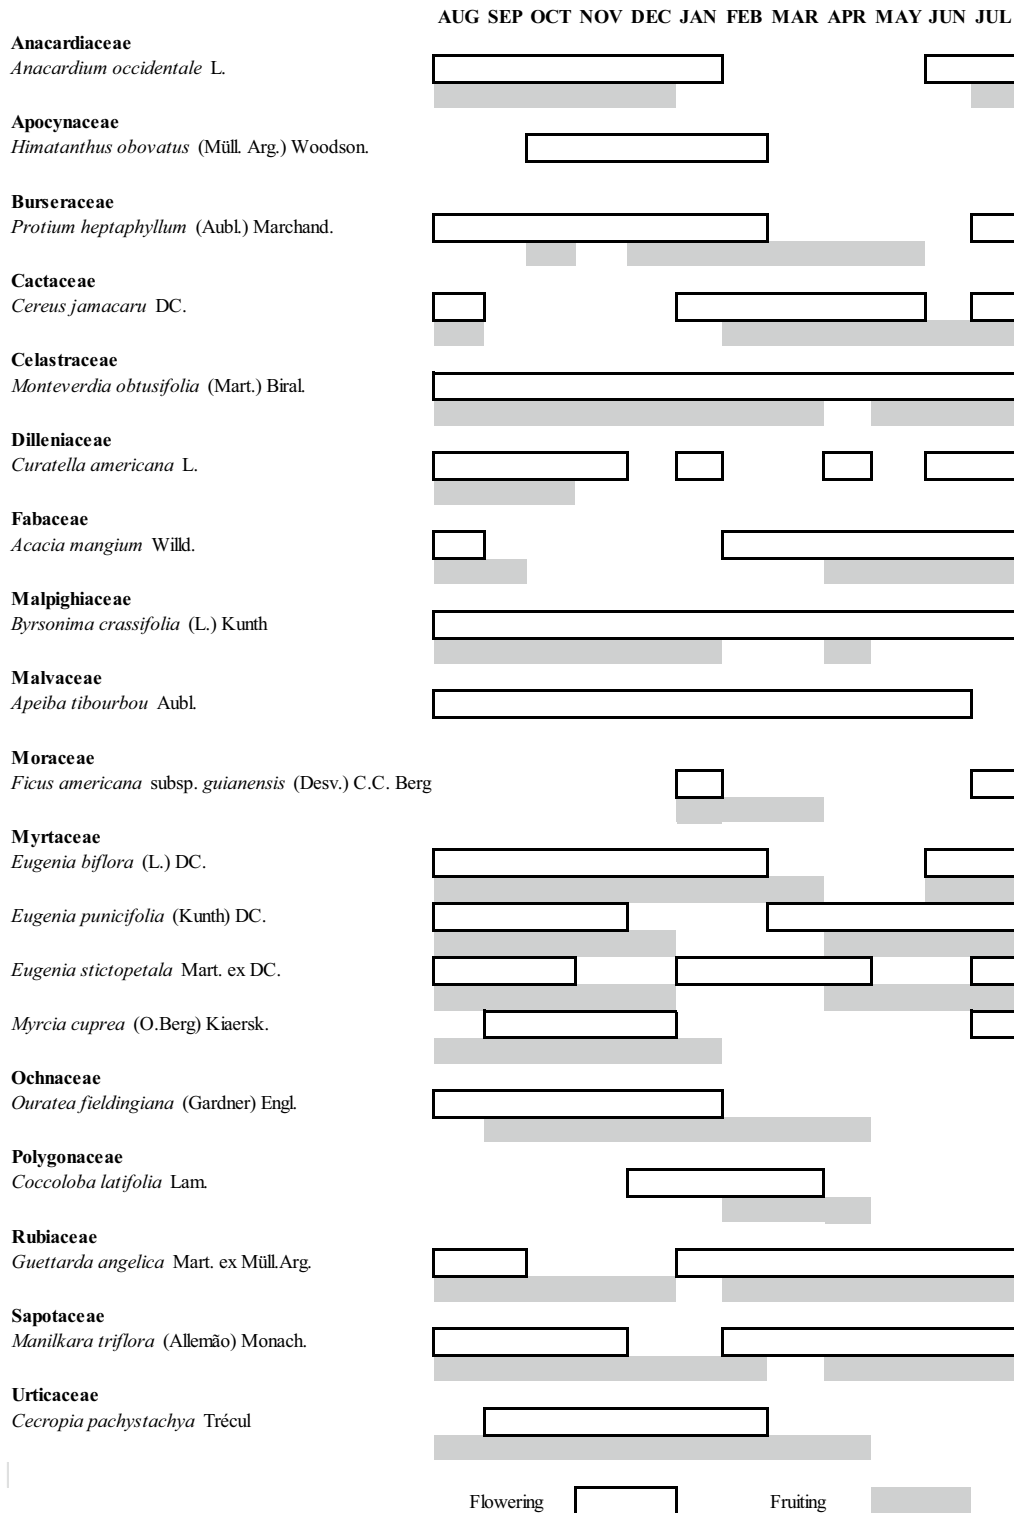 AUG SEP OCT NOV DEC JAN FEB MAR APR MAY JUN JUL
Anacardiaceae
Anacardium occidentale L.
Apocynaceae
Himatanthus obovatus (Müll. Arg.) Woodson.
Burseraceae
Protium heptaphyllum (Aubl.) Marchand.
Cactaceae
Cereus jamacaru DC.
Celastraceae
Monteverdia obtusifolia (Mart.) Biral.
Dilleniaceae
Curatella americana L.
Fabaceae
Acacia mangium Willd.
Malpighiaceae
Byrsonima crassifolia (L.) Kunth
Malvaceae
Apeiba tibourbou Aubl.
Moraceae
Ficus americana subsp. guianensis (Desv.) C.C. Berg
Myrtaceae
Eugenia biflora (L.) DC.
Eugenia punicifolia (Kunth) DC.
Eugenia stictopetala Mart. ex DC.
Myrcia cuprea (O.Berg) Kiaersk.
Ochnaceae
Ouratea fieldingiana (Gardner) Engl.
Polygonaceae
Coccoloba latifolia Lam.
Rubiaceae
Guettarda angelica Mart. ex Müll.Arg.
Sapotaceae
Manilkara triflora (Allemão) Monach.
Urticaceae
Cecropia pachystachya Trécul
Flowering Fruiting